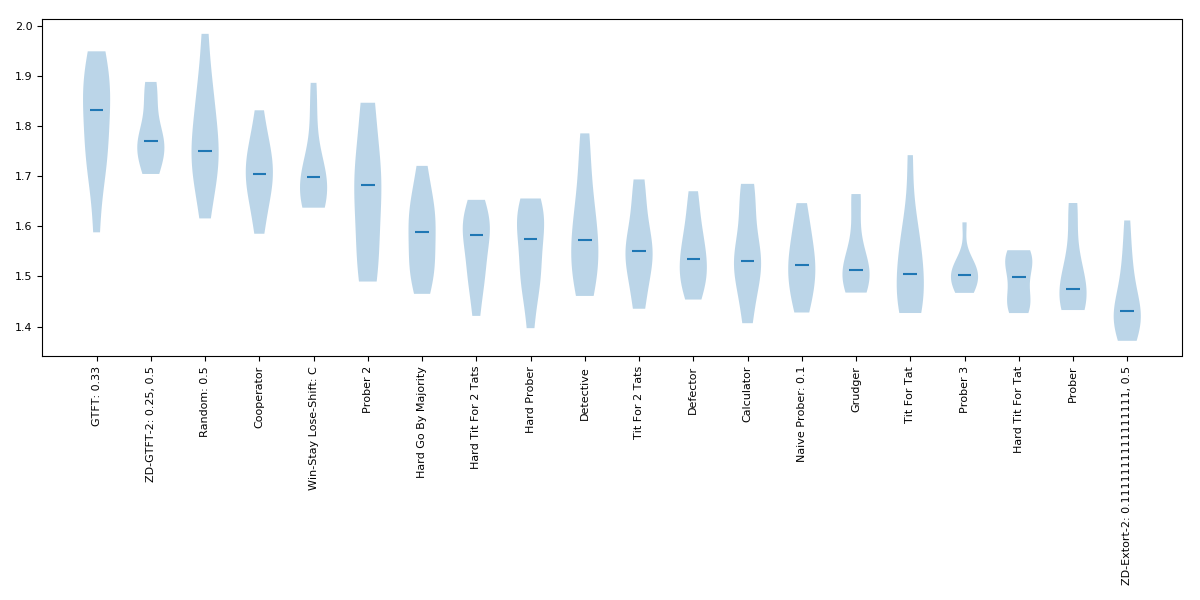 2.0
1.9
1.8
1.7
1.6
1.5
1.4
GTFT: 0.33
ZD-GTFT-2: 0.25, 0.5
Random: 0.5
Cooperator
Win-Stay Lose-Shift: C
Prober 2
Hard Go By Majority
Hard Tit For 2 Tats
Hard Prober
Detective
Tit For 2 Tats
Defector
Calculator
Naive Prober: 0.1
Grudger
Tit For Tat
Prober 3
Hard Tit For Tat
Prober
ZD-Extort-2: 0.1111111111111111, 0.5